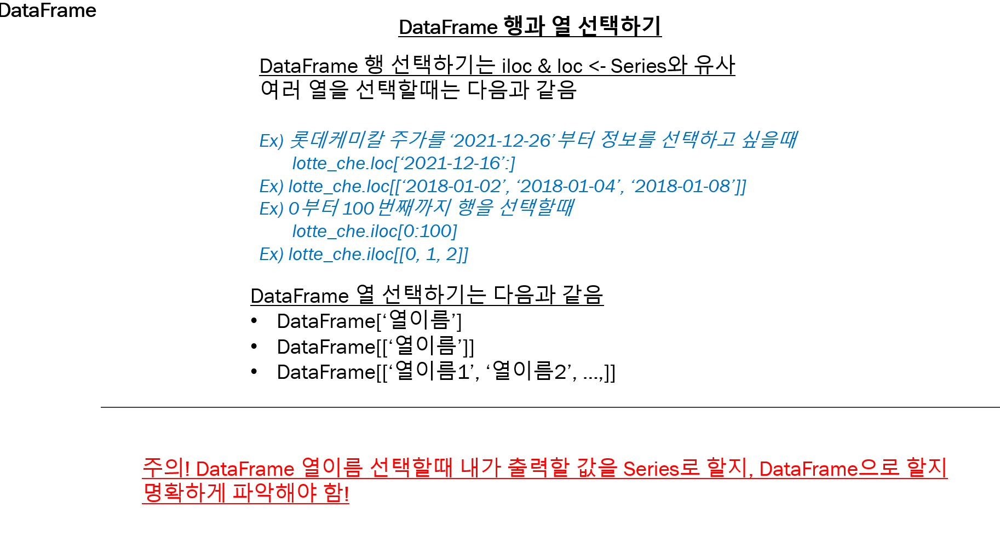 DataFrame
DataFrame 행과 열 선택하기
DataFrame 행 선택하기는 iloc & loc <- Series와 유사
여러 열을 선택할때는 다음과 같음
Ex) 롯데케미칼 주가를 ‘2021-12-26’부터 정보를 선택하고 싶을때
lotte_che.loc[‘2021-12-16’:]
Ex) lotte_che.loc[[‘2018-01-02’, ‘2018-01-04’, ‘2018-01-08’]]
Ex) 0부터 100번째까지 행을 선택할때
lotte_che.iloc[0:100]
Ex) lotte_che.iloc[[0, 1, 2]]
DataFrame 열 선택하기는 다음과 같음
• DataFrame[‘열이름’]
• DataFrame[[‘열이름’]]
• DataFrame[[‘열이름1’, ‘열이름2’, …,]]
주의! DataFrame 열이름 선택할때 내가 출력할 값을 Series로 할지, DataFrame으로 할지
명확하게 파악해야 함!